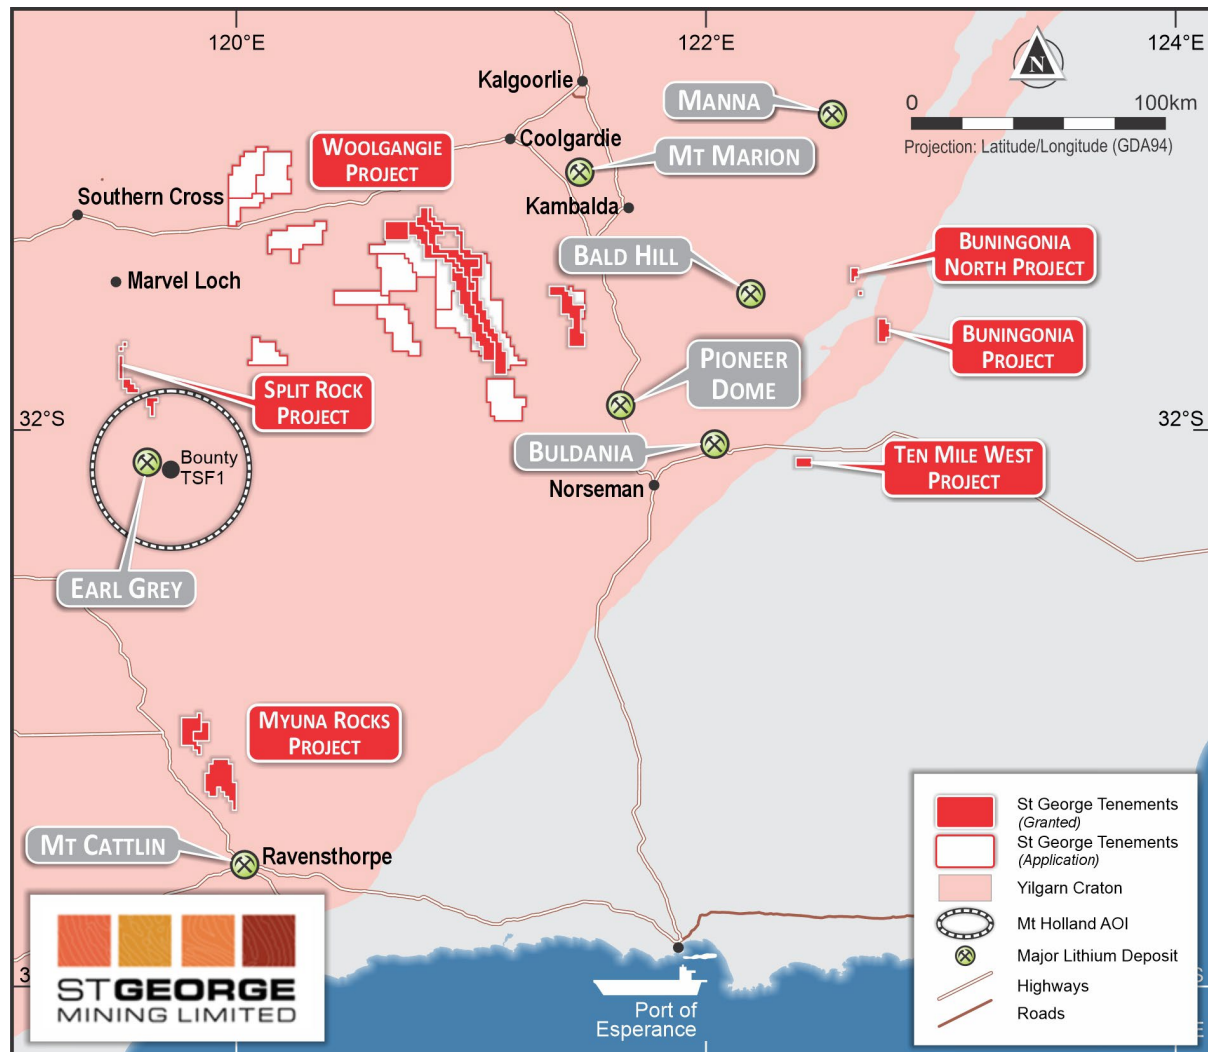 120°E
122°E
124°E
N
0
100km
Projection: Latitude/Longitude (GDA94)
Kalgoorlie
MANNA
Coolgardie
MT MARION
WOOLGANGIE
PROJECT
Southern Cross
Kambalda
BALD HILL
BUNINGONIA
NORTH PROJECT
Marvel Loch
BUNINGONIA
PROJECT
PIONEER
DOME
SPLIT ROCK
PROJECT
32°S
32°S
BULDANIA
TEN MILE WEST
PROJECT
Bounty
TSF1
Norseman
EARL GREY
MYUNA ROCKS
PROJECT
MT CATTLIN
Ravensthorpe
St George Tenements
(Granted)
St George Tenements
(Application)
Yilgarn Craton
Mt Holland AOI
Major Lithium Deposit
Highways
Roads
Port of
Esperance
STGEORGE
MINING LIMITED